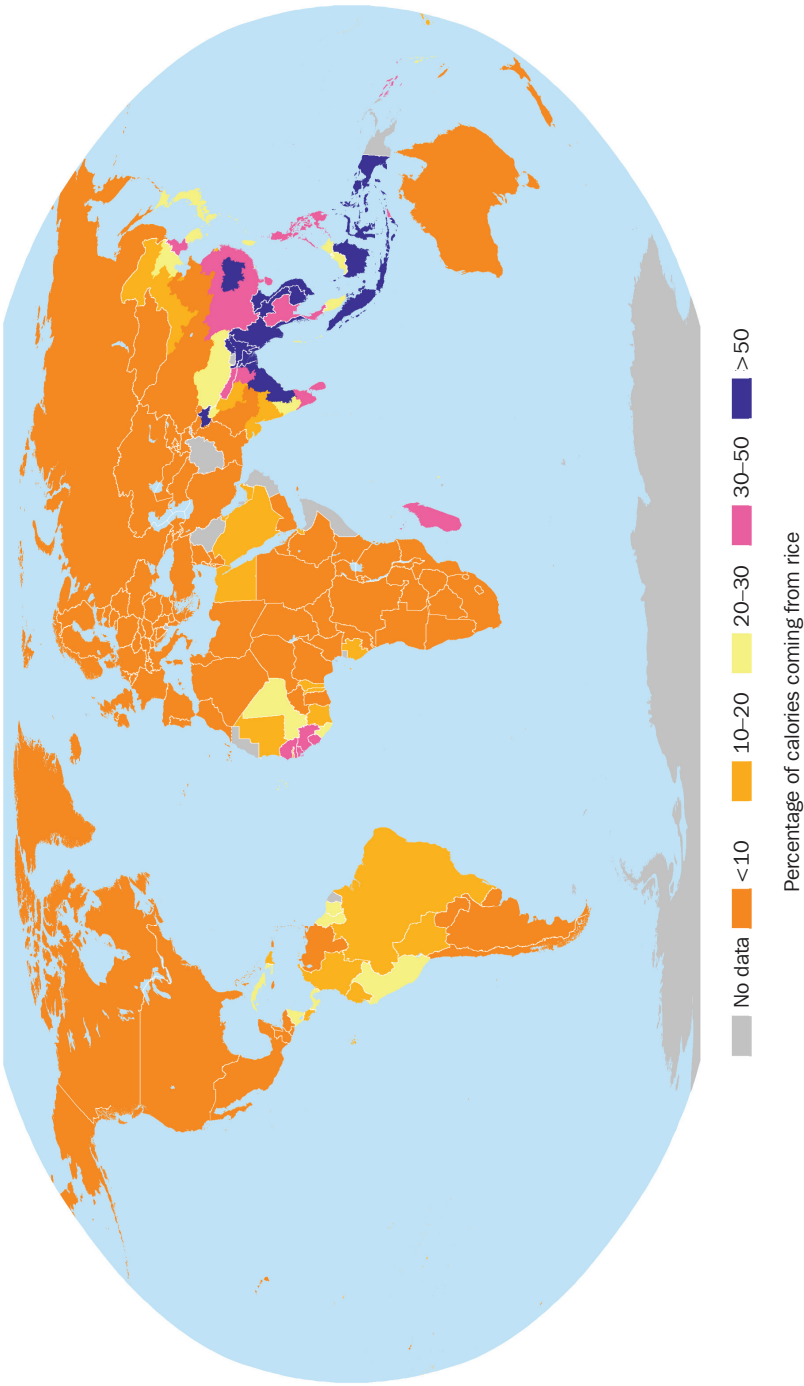 No data
<10
10–20
20–30
30–50
>50
Percentage of calories coming from rice